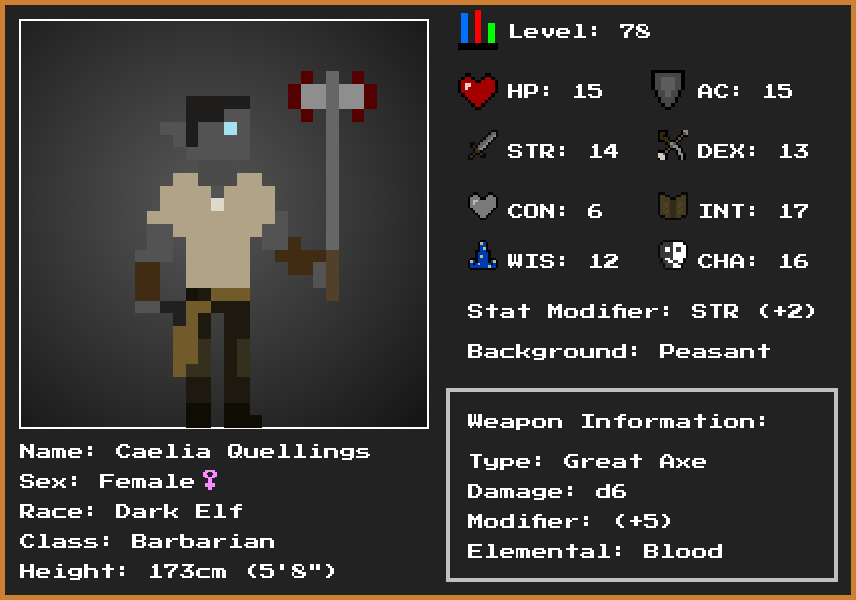 Level: 78
HP: 15 AC: 15
STR: 14 DEX: 13
CON: 6 INT: 17
WIS: 12 CHA: 16
Stat Modifier: STR (+2)
Background: Peasant
Weapon Information:
Type: Great Axe
Damage: d6
Modifier: (+5)
Elemental: Blood
Name: Caelia Quellings
Sex: Female♀
Race: Dark Elf
Class: Barbarian
Height: 173cm (5'8")